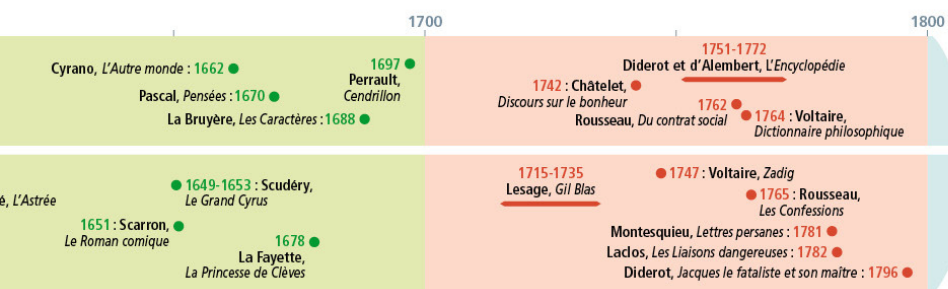 1700
1800
1751-1772
Diderot et d'Alembert, L'Encyclopédie
Cyrano, L'Autre monde : 1662
1697
Perrault,
Cendrillon
1742 : Châtelet,
Discours sur le bonheur
Pascal, Pensées : 1670
1762
Rousseau, Du contrat social
1764 : Voltaire,
Dictionnaire philosophique
La Bruyère, Les Caractères : 1688
é, L'Astrée
1649-1653 : Scudéry,
Le Grand Cyrus
1651 : Scarron,
Le Roman comique
1678
La Fayette,
La Princesse de Clèves
1715-1735
Lesage, Gil Blas
1747 : Voltaire, Zadig
1765 : Rousseau,
Les Confessions
Montesquieu, Lettres persanes : 1781
Laclos, Les Liaisons dangereuses : 1782
Diderot, Jacques le fataliste et son maître : 1796